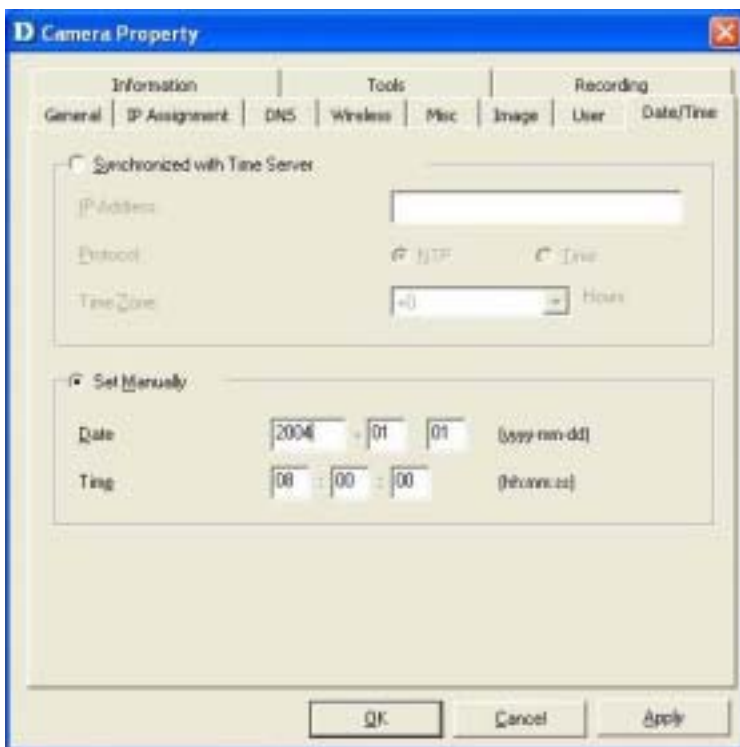 D Camera Property
Information Tools Recording
General IP Assignment DNS Wireless Misc Image User Date/Time
Synchronized with Time Server
IP Address:
Protocol: NTP Time
Time Zone: +0 Hours
Set Manually
Date 2004 - 01 01 (yyyy-mm-dd)
Time 08 : 00 : 00 (hh:mm:ss)
OK Cancel Apply